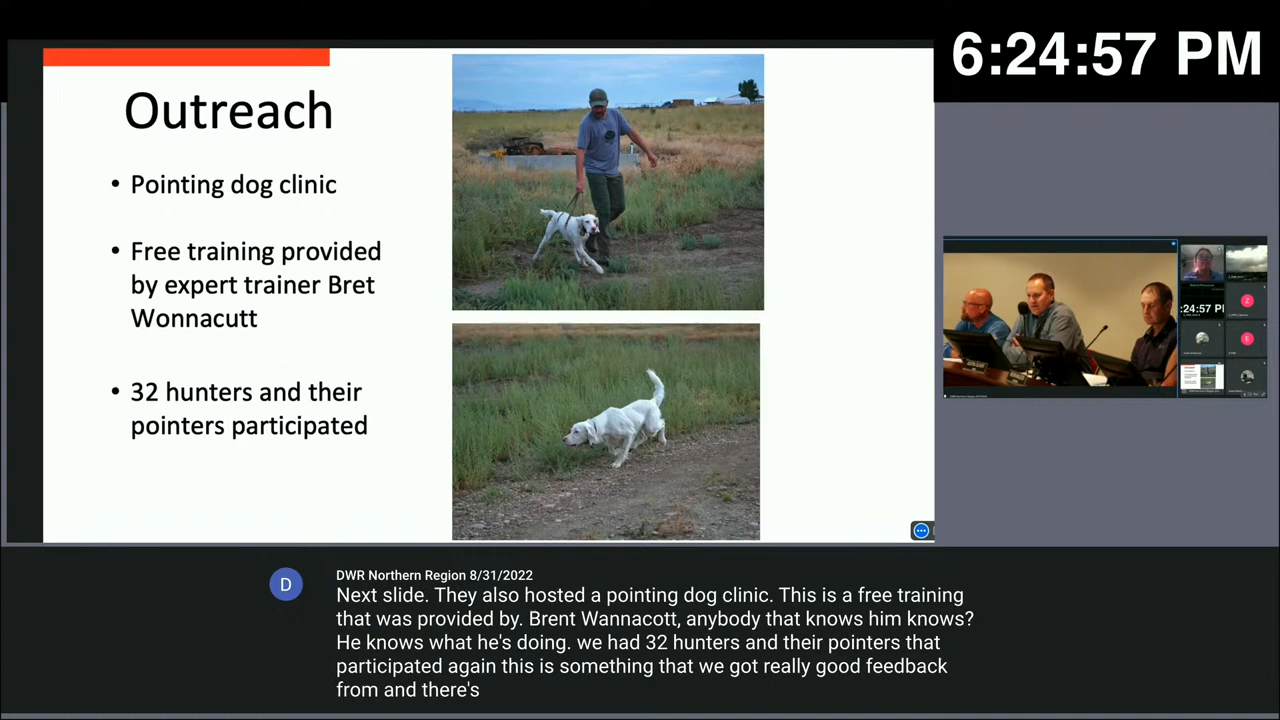 6:24:57 PM
Outreach
• Pointing dog clinic
• Free training provided
by expert trainer Bret
Wonnacutt
• 32 hunters and their
pointers participated
:24:57 PM
Z
E
D
DWR Northern Region 8/31/2022
Next slide. They also hosted a pointing dog clinic. This is a free training
that was provided by. Brent Wannacott, anybody that knows him knows?
He knows what he's doing. we had 32 hunters and their pointers that
participated again this is something that we got really good feedback
from and there's